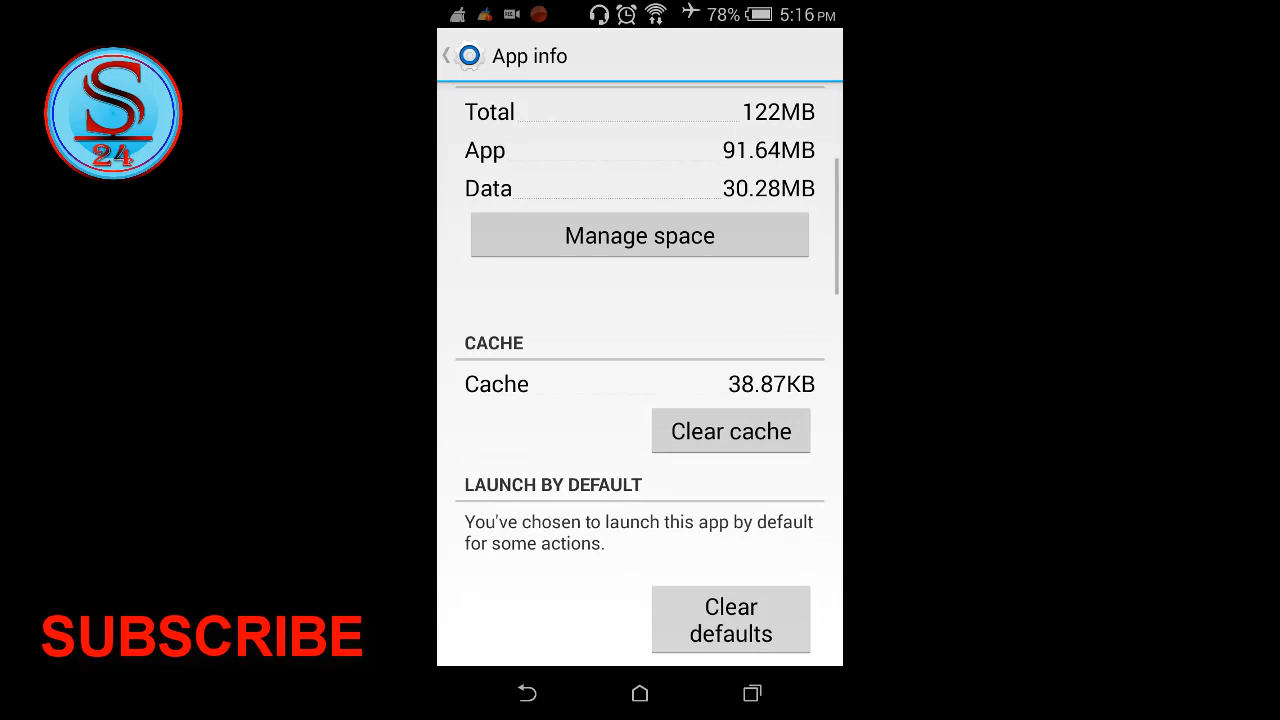 78% 5:16 PM
App info
Total 122MB
App 91.64MB
Data 30.28MB
Manage space
CACHE
Cache 38.87KB
Clear cache
LAUNCH BY DEFAULT
You've chosen to launch this app by default
for some actions.
Clear
defaults
S
24
SUBSCRIBE